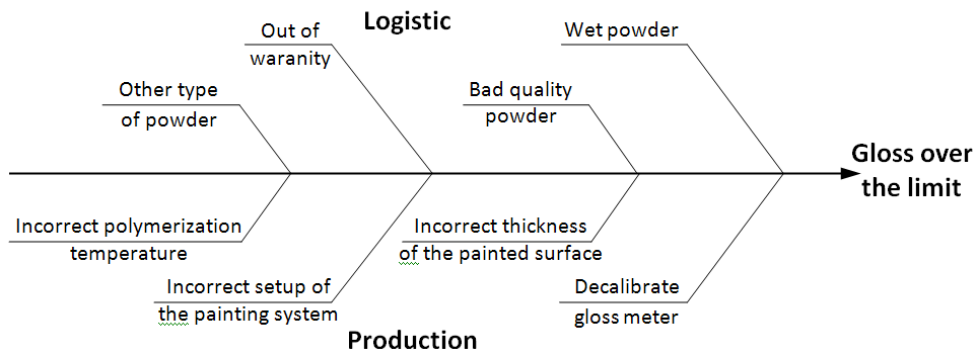 Logistic
Out of
waranity
Wet powder
Other type
of powder
Bad quality
powder
Gloss over
the limit
Incorrect polymerization
temperature
Incorrect thickness
of the painted surface
Incorrect setup of
the painting system
Decalibrate
gloss meter
Production